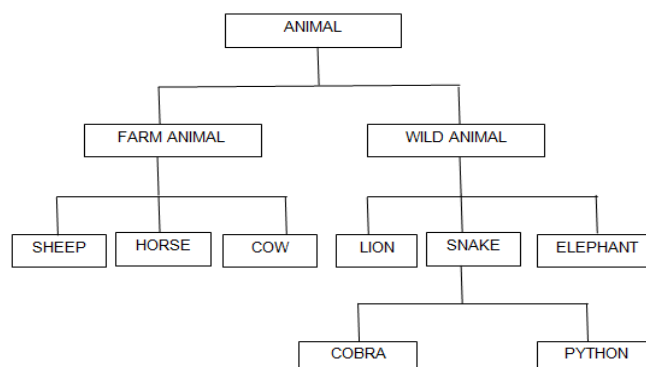 ANIMAL
FARM ANIMAL
WILD ANIMAL
SHEEP
HORSE
COW
LION
SNAKE
ELEPHANT
COBRA
PYTHON